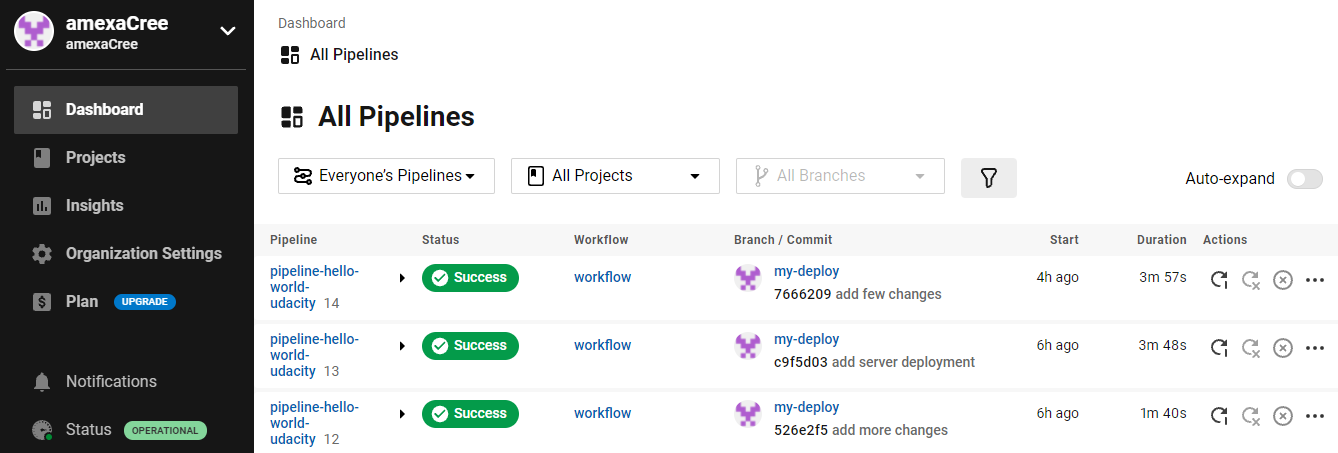 amexaCree
amexaCree
Dashboard
Projects
Insights
Organization Settings
Plan UPGRADE
Notifications
Status OPERATIONAL
Dashboard
All Pipelines
All Pipelines
Everyone's Pipelines All Projects All Branches Auto-expand
Pipeline Status Workflow Branch / Commit Start Duration Actions
pipeline-hello-
world-
udacity 14
Success
workflow
my-deploy
7666209 add few changes
4h ago
3m 57s
pipeline-hello-
world-
udacity 13
Success
workflow
my-deploy
c9f5d03 add server deployment
6h ago
3m 48s
pipeline-hello-
world-
udacity 12
Success
workflow
my-deploy
526e2f5 add more changes
6h ago
1m 40s